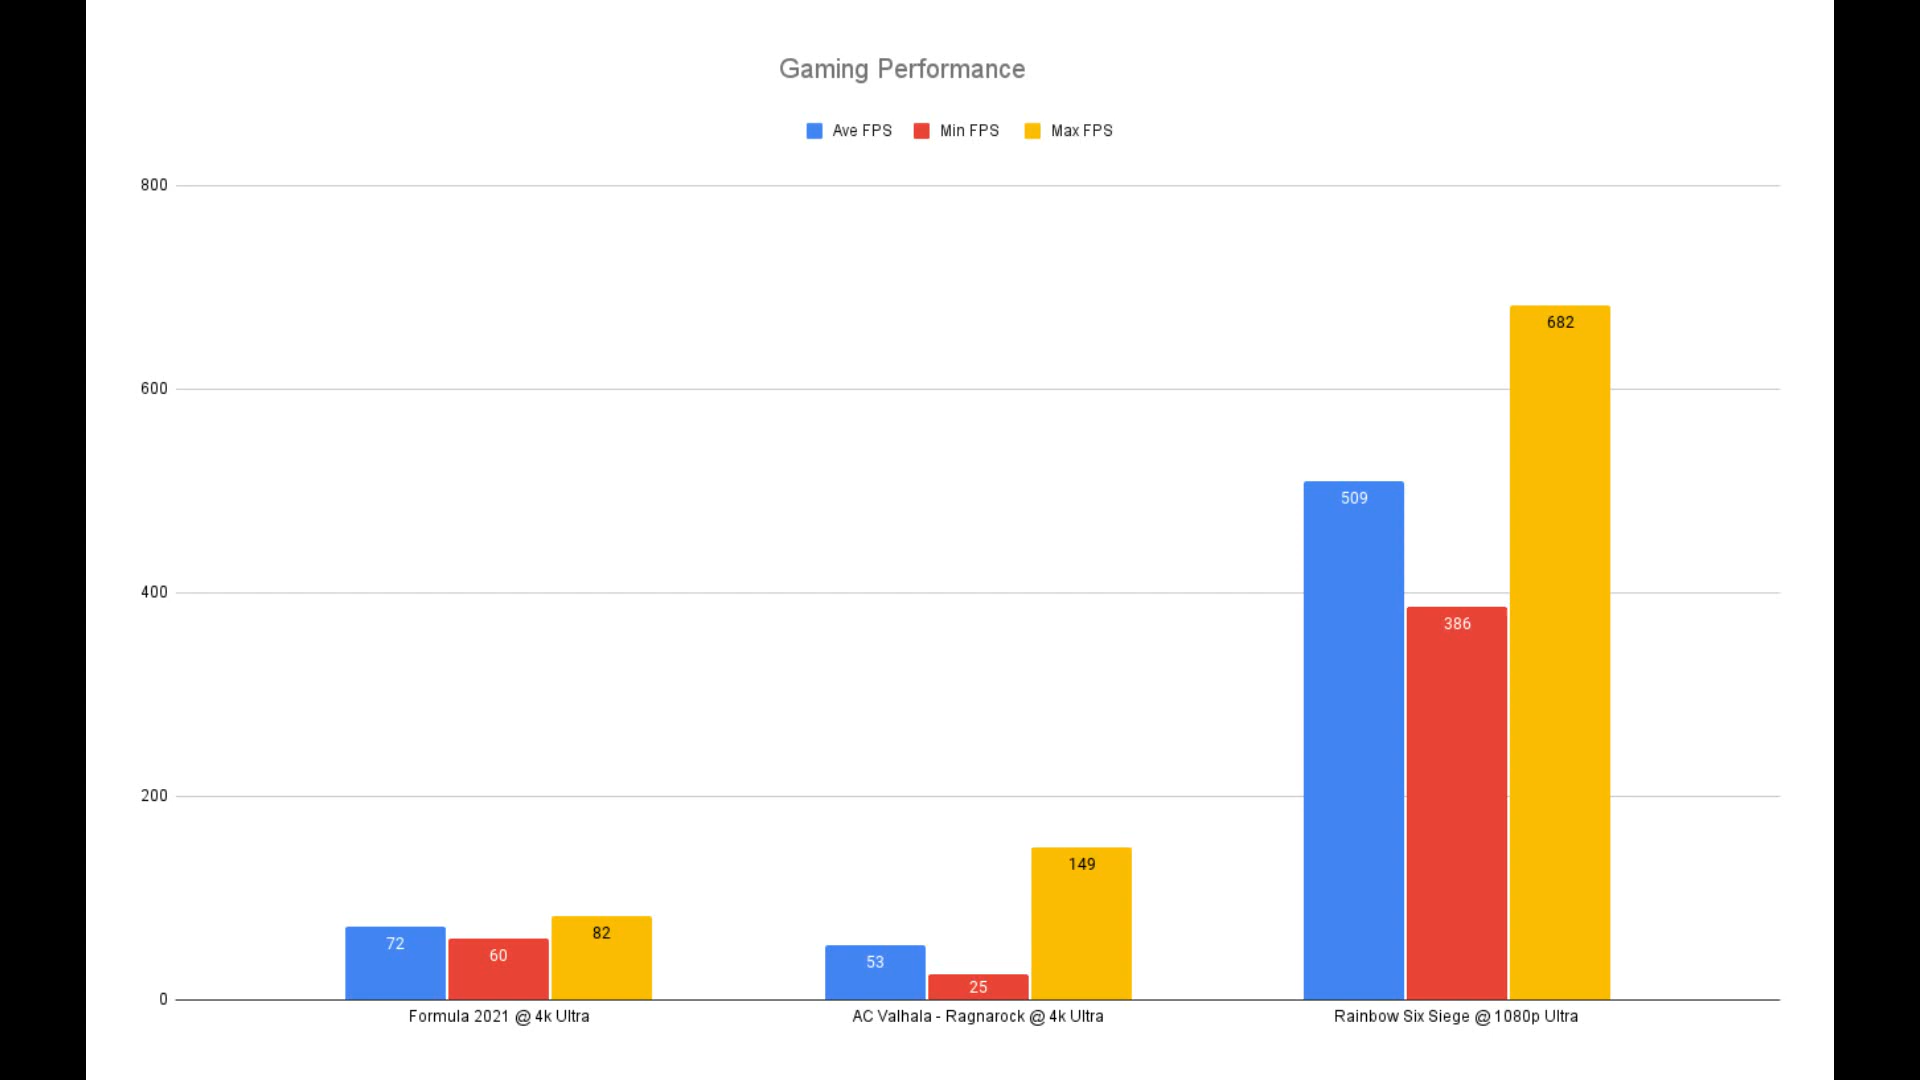 Gaming Performance
Ave FPS Min FPS Max FPS
800
600
400
200
0
682
509
386
149
82
72
60
53
25
Formula 2021 @ 4k Ultra
AC Valhala - Ragnarock @ 4k Ultra
Rainbow Six Siege @ 1080p Ultra